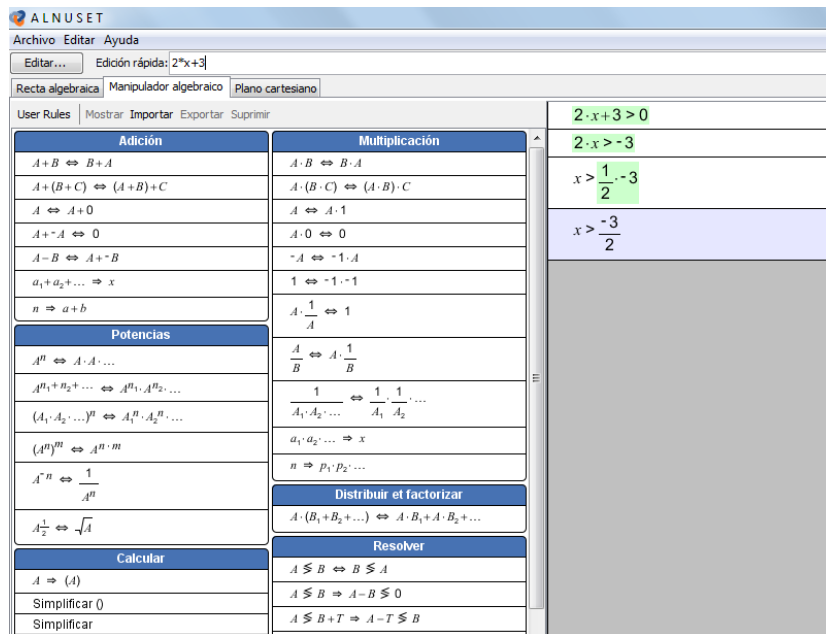 ALNUSET
Archivo Editar Ayuda
Editar... Edición rápida: 2*x+3
Recta algebraica Manipulador algebraico Plano cartesiano
User Rules Mostrar Importar Exportar Suprimir
Adición
A+B ⇔ B+A
A+(B+C) ⇔ (A+B)+C
A ⇔ A+0
A+⁻A ⇔ 0
A−B ⇔ A+⁻B
a₁+a₂+... ⇒ x
n ⇒ a+b
Potencias
Aⁿ ⇔ A·A·...
A^(n₁+n₂+...) ⇔ A^n₁·A^n₂·...
(A₁·A₂·...)ⁿ ⇔ A₁ⁿ·A₂ⁿ·...
(Aⁿ)ᵐ ⇔ A^(n·m)
A⁻ⁿ ⇔ 1/Aⁿ
A^(1/2) ⇔ √A
Calcular
A ⇒ (A)
Simplificar ()
Simplificar
Multiplicación
A·B ⇔ B·A
A·(B·C) ⇔ (A·B)·C
A ⇔ A·1
A·0 ⇔ 0
⁻A ⇔ ⁻1·A
1 ⇔ ⁻1·⁻1
A·1/A ⇔ 1
A/B ⇔ A·1/B
1/(A₁·A₂·...) ⇔ 1/A₁·1/A₂·...
a₁·a₂·... ⇒ x
n ⇒ p₁·p₂·...
Distribuir et factorizar
A·(B₁+B₂+...) ⇔ A·B₁+A·B₂+...
Resolver
A ≶ B ⇔ B ≶ A
A ≶ B ⇒ A−B ≶ 0
A ≶ B+T ⇒ A−T ≶ B
2·x+3>0
2·x>-3
x>1/2·-3
x>-3/2